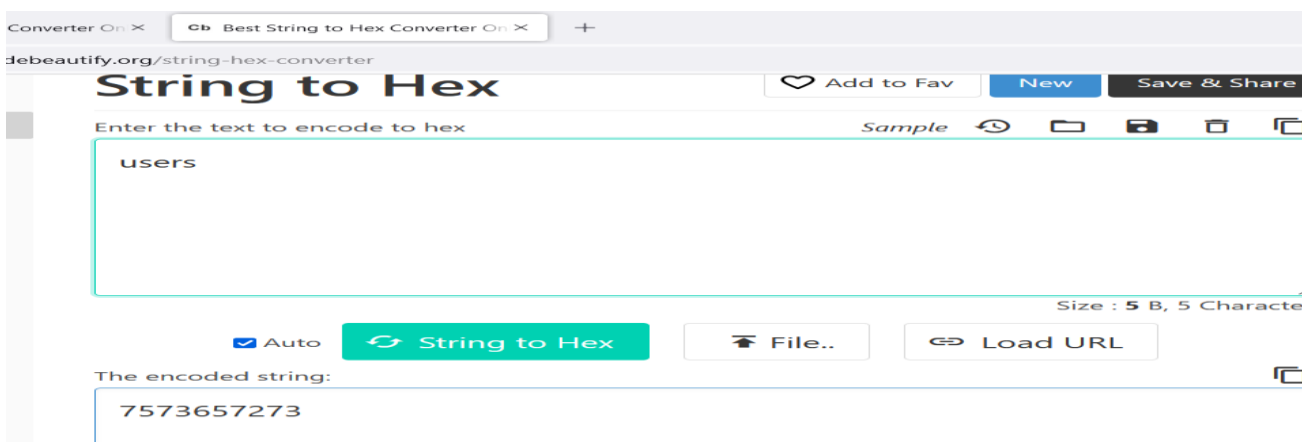 Converter On × Cb Best String to Hex Converter On × +
debeautify.org/string-hex-converter
String to Hex Add to Fav New Save & Share
Enter the text to encode to hex Sample
users
Size : 5 B, 5 Characte
Auto String to Hex File.. Load URL
The encoded string:
7573657273